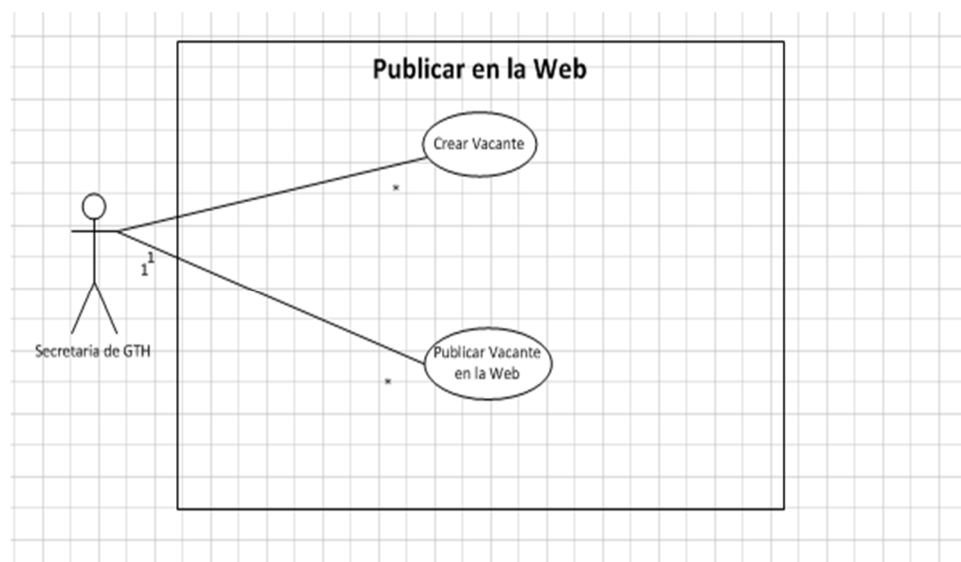 Publicar en la Web
Crear Vacante
*
1
1
Secretaria de GTH
Publicar Vacante
en la Web
*